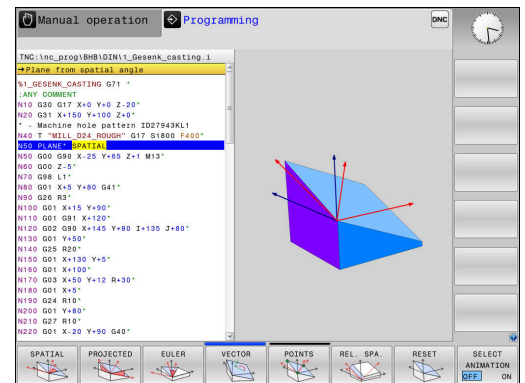 Manual operation
Programming
DNC
TNC:\nc_prog\BHB\DIN\1_Gesenk_casting.i
→Plane from spatial angle
%1_GESENK_CASTING G71 *
;ANY COMMENT
N10 G30 G17 X+0 Y+0 Z-20*
N20 G31 X+150 Y+100 Z+0*
* - Machine hole pattern ID27943KL1
N40 T "MILL_D24_ROUGH" G17 S1800 F400*
N50 PLANE* SPATIAL
N50 G00 G90 X-25 Y+65 Z+1 M13*
N60 G00 Z-5*
N70 G98 L1*
N80 G01 X+5 Y+80 G41*
N90 G26 R3*
N100 G01 X+15 Y+90*
N110 G01 G91 X+120*
N120 G02 G90 X+145 Y+80 I+135 J+80*
N130 G01 Y+50*
N140 G25 R20*
N150 G01 X+130 Y+5*
N160 G01 X+100*
N170 G03 X+50 Y+12 R+30*
N180 G01 X+5*
N190 G24 R10*
N200 G01 Y+80*
N210 G27 R10*
N220 G01 X-20 Y+90 G40*
SPATIAL
PROJECTED
EULER
VECTOR
POINTS
REL. SPA.
RESET
SELECT
ANIMATION
OFF ON